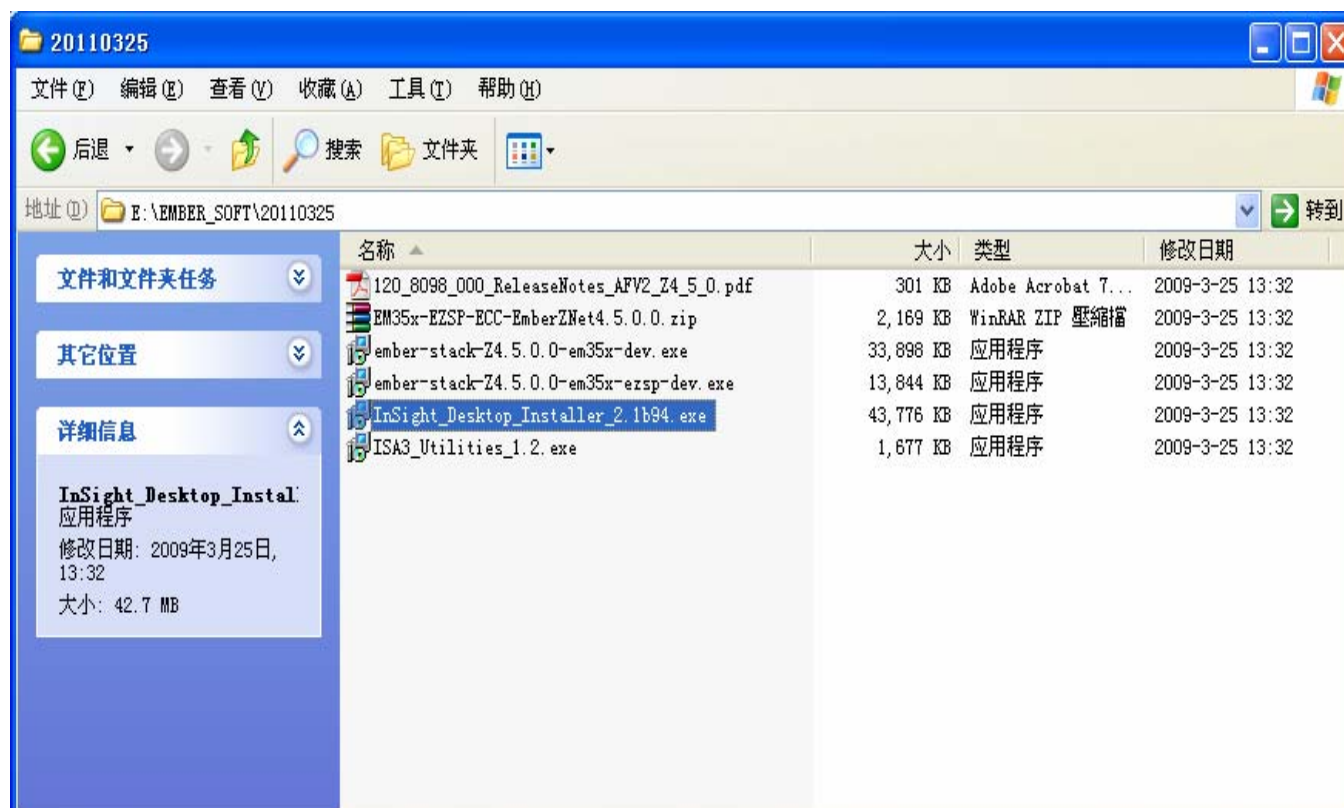 20110325
文件(F) 编辑(E) 查看(V) 收藏(A) 工具(T) 帮助(H)
后退 搜索 文件夹
地址(D) E:\EMBER_SOFT\20110325 转到
名称 大小 类型 修改日期
文件和文件夹任务
其它位置
详细信息
InSight_Desktop_Instal
应用程序
修改日期: 2009年3月25日,
13:32
大小: 42.7 MB
120_8098_000_ReleaseNotes_AFV2_Z4_5_0.pdf 301 KB Adobe Acrobat 7... 2009-3-25 13:32
EM35x-EZSP-ECC-EmberZNet4.5.0.0.zip 2,169 KB WinRAR ZIP 壓縮檔 2009-3-25 13:32
ember-stack-Z4.5.0.0-em35x-dev.exe 33,898 KB 应用程序 2009-3-25 13:32
ember-stack-Z4.5.0.0-em35x-ezsp-dev.exe 13,844 KB 应用程序 2009-3-25 13:32
InSight_Desktop_Installer_2.1b94.exe 43,776 KB 应用程序 2009-3-25 13:32
ISA3_Utilities_1.2.exe 1,677 KB 应用程序 2009-3-25 13:32